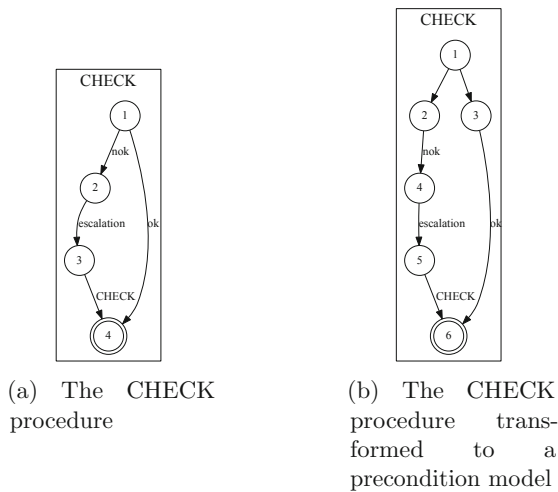 CHECK
1
nok
2
escalation
ok
3
CHECK
4
(a) The CHECK
procedure
CHECK
1
2
3
nok
4
escalation
ok
5
CHECK
6
(b) The CHECK
procedure trans-
formed to a
precondition model